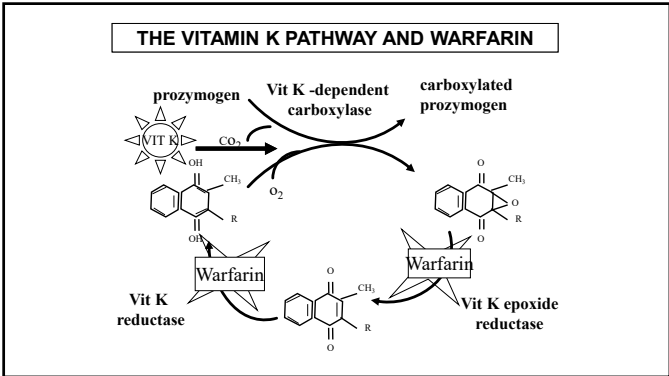 THE VITAMIN K PATHWAY AND WARFARIN
prozymogen
Vit K -dependent
carboxylase
carboxylated
prozymogen
VIT K
Co2
OH
CH3
R
OH
O2
O
CH3
O
R
O
Warfarin
Warfarin
Vit K
reductase
O
CH3
R
O
Vit K epoxide
reductase